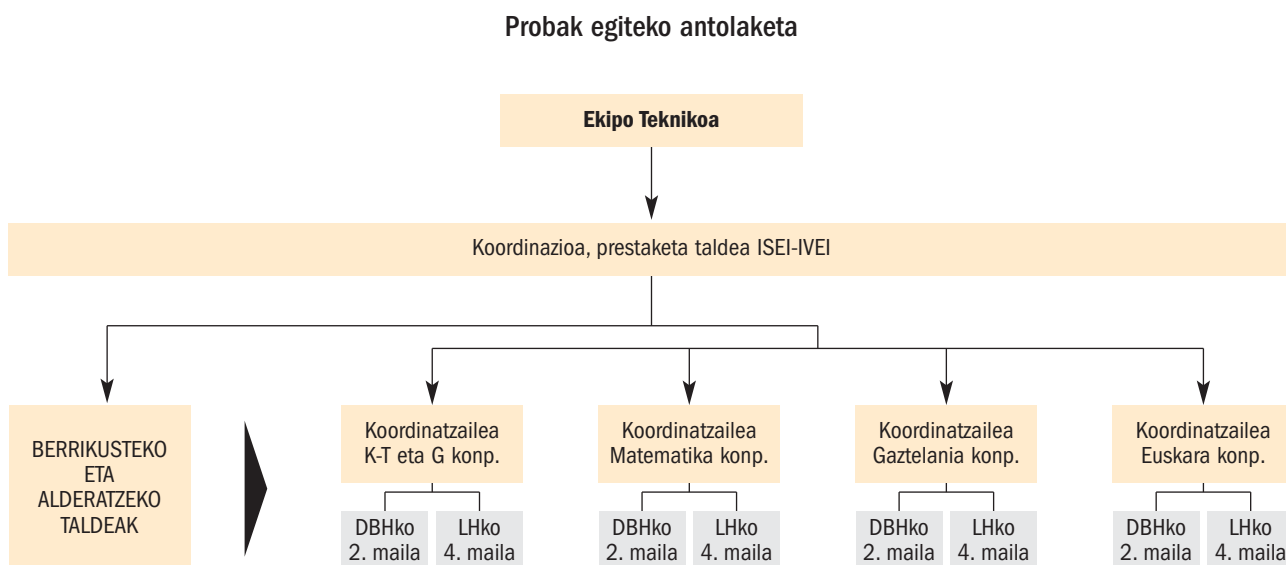 Probak egiteko antolaketa
Ekipo Teknikoa
Koordinazioa, prestaketa taldea ISEI-IVEI
BERRIKUSTEKO
ETA
ALDERATZEKO
TALDEAK
Koordinatzailea
K-T eta G konp.
DBHko
2. maila
LHko
4. maila
Koordinatzailea
Matematika konp.
DBHko
2. maila
LHko
4. maila
Koordinatzailea
Gaztelania konp.
DBHko
2. maila
LHko
4. maila
Koordinatzailea
Euskara konp.
DBHko
2. maila
LHko
4. maila